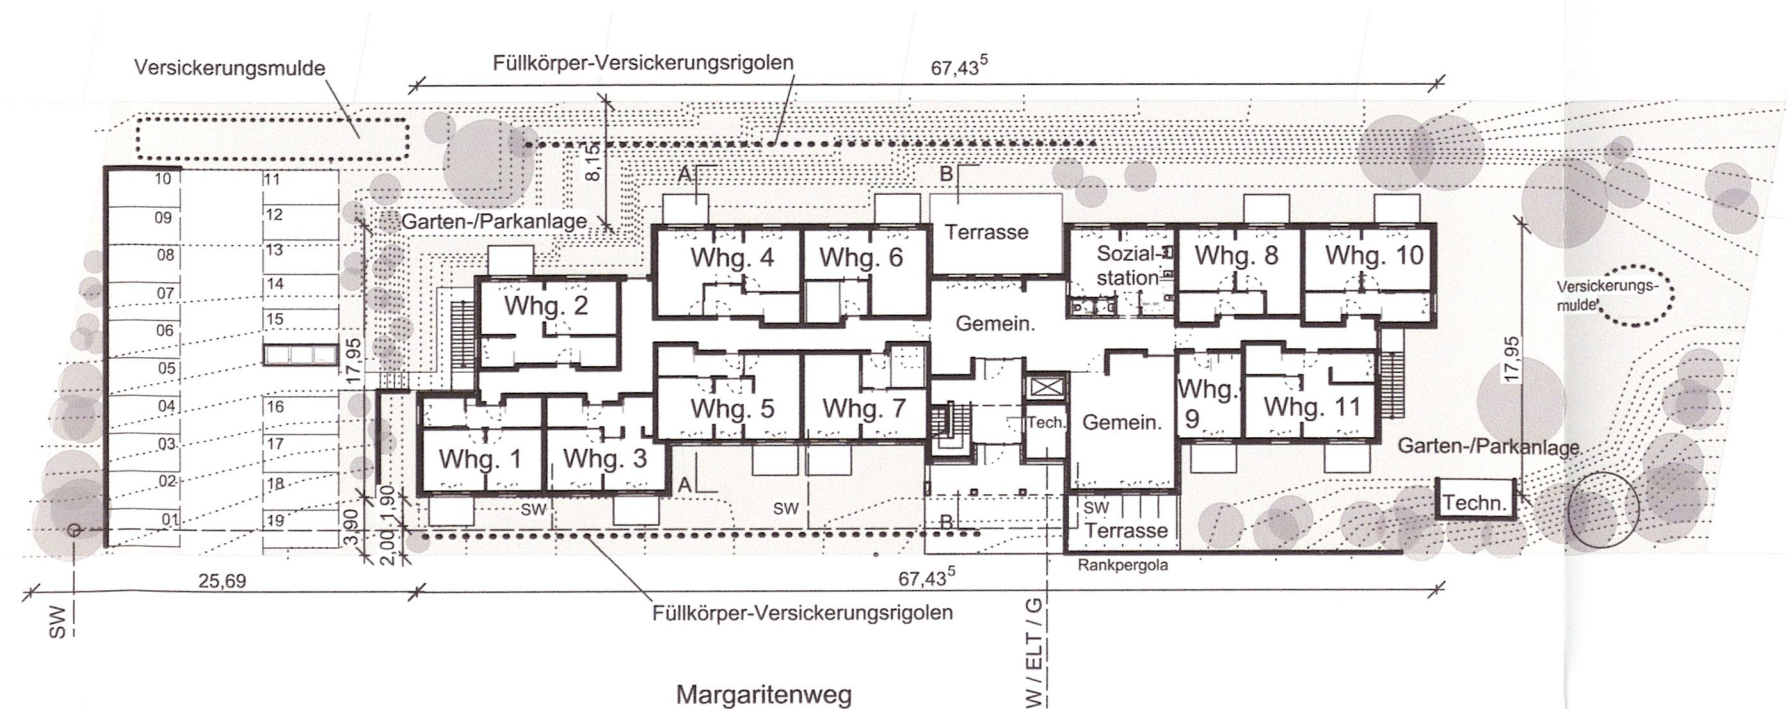 Füllkörper-Versickerungsrigolen
67,43⁵
Versickerungsmulde
8,15
A
B
10
11
09
12
08
13
07
14
06
15
05
04
16
03
17
02
18
01
19
Garten-/Parkanlage
Terrasse
Whg. 4
Whg. 6
Sozial-
station
Whg. 8
Whg. 10
Whg. 2
Gemein.
Versickerungs-
mulde
17,95
17,95
Whg. 5
Whg. 7
Tech.
Gemein.
Whg.
9
Whg. 11
Whg. 1
Whg. 3
Garten-/Parkanlage
A
B
Techn.
SW
SW
SW
Terrasse
Rankpergola
1,90
3,90
2,00
25,69
67,43⁵
Füllkörper-Versickerungsrigolen
SW
W / ELT / G
Margaritenweg